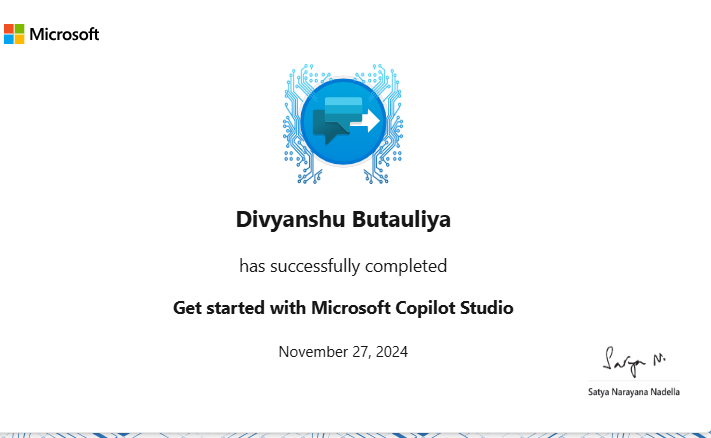 Microsoft
Divyanshu Butauliya
has successfully completed
Get started with Microsoft Copilot Studio
November 27, 2024
Satya N.
Satya Narayana Nadella